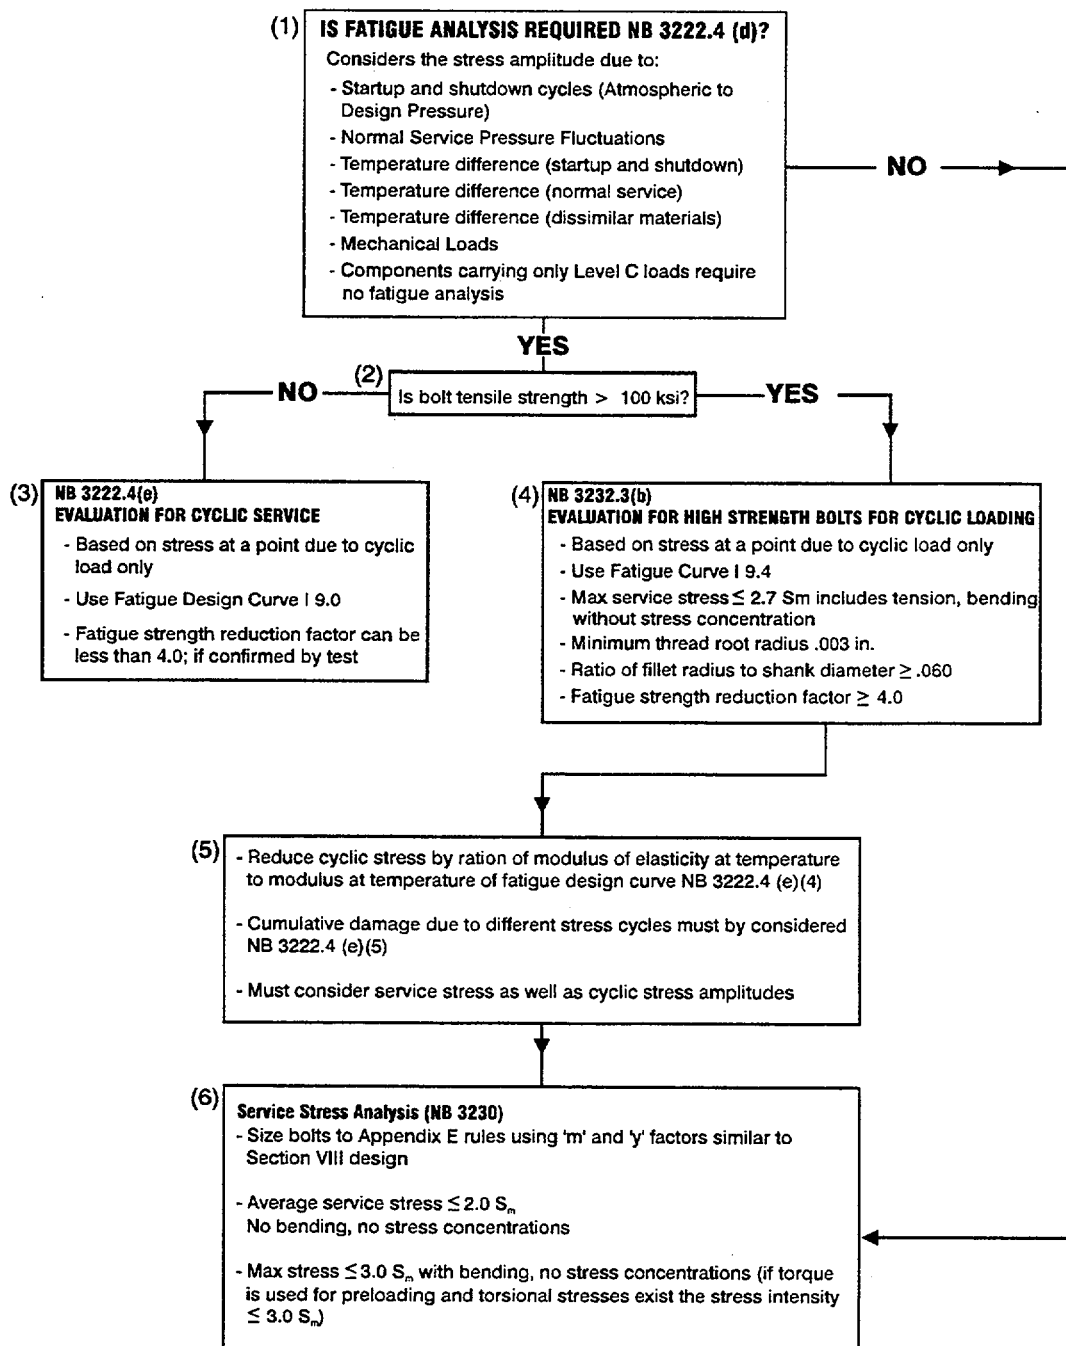 (1) IS FATIGUE ANALYSIS REQUIRED NB 3222.4 (d)?
Considers the stress amplitude due to:
- Startup and shutdown cycles (Atmospheric to
Design Pressure)
- Normal Service Pressure Fluctuations
- Temperature difference (startup and shutdown)
- Temperature difference (normal service)
- Temperature difference (dissimilar materials)
- Mechanical Loads
- Components carrying only Level C loads require
no fatigue analysis
NO
YES
(2) Is bolt tensile strength > 100 ksi?
NO
YES
(3) NB 3222.4(e)
EVALUATION FOR CYCLIC SERVICE
- Based on stress at a point due to cyclic
load only
- Use Fatigue Design Curve I 9.0
- Fatigue strength reduction factor can be
less than 4.0; if confirmed by test
(4) NB 3232.3(b)
EVALUATION FOR HIGH STRENGTH BOLTS FOR CYCLIC LOADING
- Based on stress at a point due to cyclic load only
- Use Fatigue Curve I 9.4
- Max service stress ≤ 2.7 Sm includes tension, bending
without stress concentration
- Minimum thread root radius .003 in.
- Ratio of fillet radius to shank diameter ≥ .060
- Fatigue strength reduction factor ≥ 4.0
(5) - Reduce cyclic stress by ration of modulus of elasticity at temperature
to modulus at temperature of fatigue design curve NB 3222.4 (e)(4)
- Cumulative damage due to different stress cycles must by considered
NB 3222.4 (e)(5)
- Must consider service stress as well as cyclic stress amplitudes
(6) Service Stress Analysis (NB 3230)
- Size bolts to Appendix E rules using 'm' and 'y' factors similar to
Section VIII design
- Average service stress ≤ 2.0 Sm
No bending, no stress concentrations
- Max stress ≤ 3.0 Sm with bending, no stress concentrations (if torque
is used for preloading and torsional stresses exist the stress intensity
≤ 3.0 Sm)